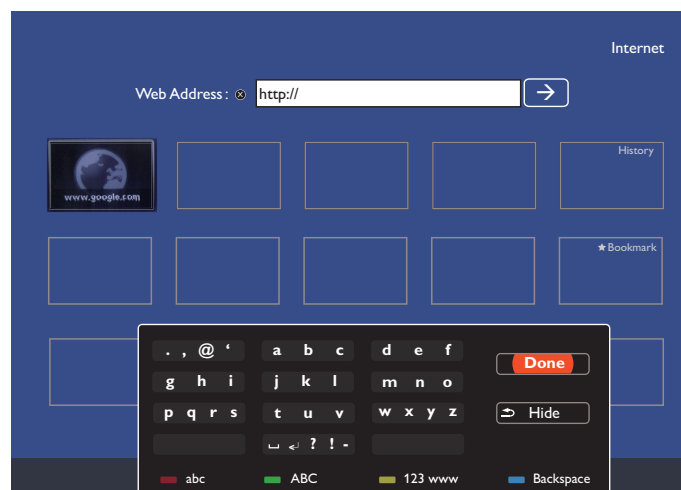 Internet
Web Address : http://
www.google.com
History
★Bookmark
. , @ ‘ a b c d e f
Done
g h i j k l m n o
p q r s t u v w x y z
Hide
␣ ↵ ? ! -
abc ABC 123 www Backspace